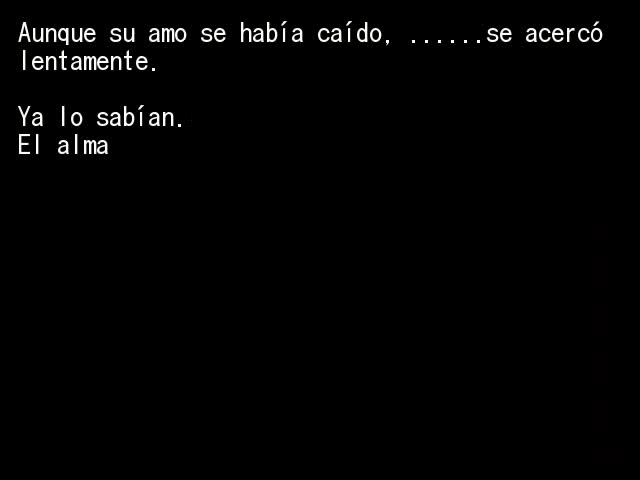 Aunque su amo se había caído, ......se acercó
lentamente.
Ya lo sabían.
El alma